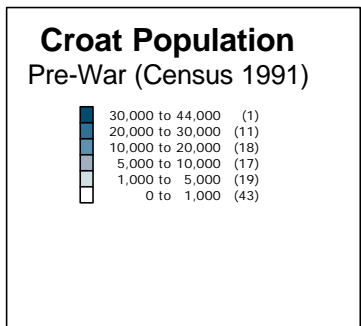 Croat Population
Pre-War (Census 1991)
30,000 to 44,000 (1)
20,000 to 30,000 (11)
10,000 to 20,000 (18)
5,000 to 10,000 (17)
1,000 to 5,000 (19)
0 to 1,000 (43)